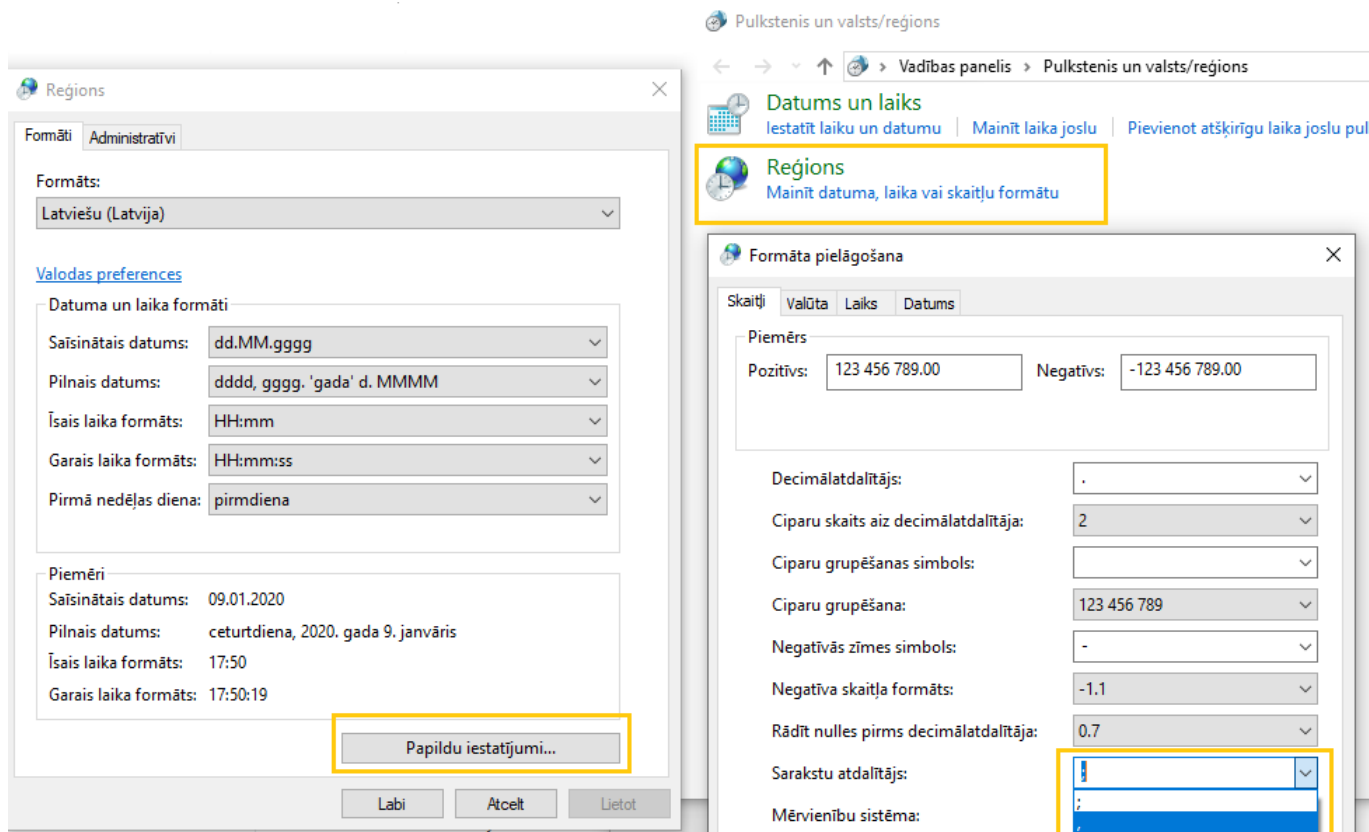 Reģions
Formāti
Administratīvi
Formāts:
Latviešu (Latvija)
Valodas preferences
Datuma un laika formāti
Saīsinātais datums: dd.MM.gggg
Pilnais datums: dddd, gggg. 'gada' d. MMMM
Īsais laika formāts: HH:mm
Garais laika formāts: HH:mm:ss
Pirmā nedēļas diena: pirmdiena
Piemēri
Saīsinātais datums: 09.01.2020
Pilnais datums: ceturtdiena, 2020. gada 9. janvāris
Īsais laika formāts: 17:50
Garais laika formāts: 17:50:19
Papildu iestatījumi...
Labi Atcelt Lietot
Pulkstenis un valsts/reģions
Vadības panelis > Pulkstenis un valsts/reģions
Datums un laiks
Iestatīt laiku un datumu | Mainīt laika joslu | Pievienot atšķirīgu laika joslu pul
Reģions
Mainīt datuma, laika vai skaitļu formātu
Formāta pielāgošana
Skaitļi Valūta Laiks Datums
Piemērs
Pozitīvs: 123 456 789.00 Negatīvs: -123 456 789.00
Decimālatdalītājs: .
Ciparu skaits aiz decimālatdalītāja: 2
Ciparu grupēšanas simbols:
Ciparu grupēšana: 123 456 789
Negatīvās zīmes simbols: -
Negatīva skaitļa formāts: -1.1
Rādīt nulles pirms decimālatdalītāja: 0.7
Sarakstu atdalītājs: ;
;
Mērvienību sistēma: ,